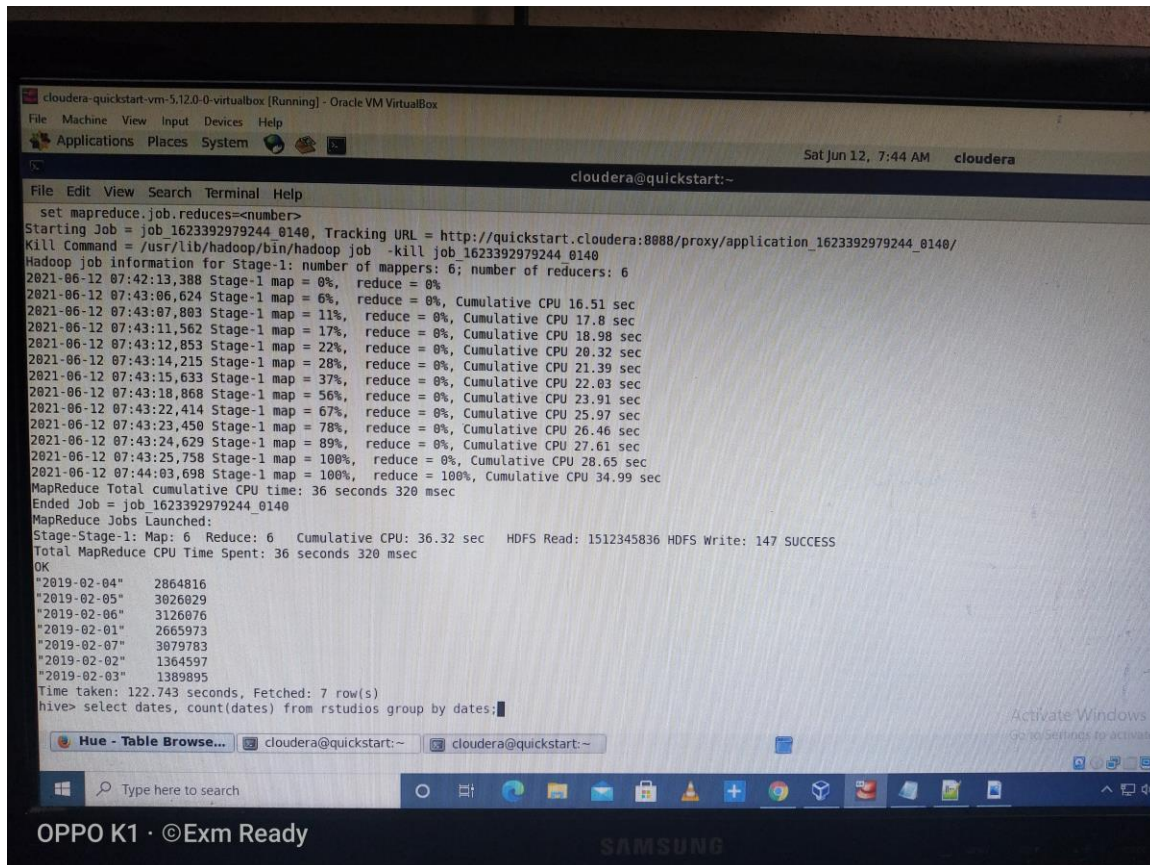 cloudera-quickstart-vm-5.12.0-0-virtualbox [Running] - Oracle VM VirtualBox
File Machine View Input Devices Help
Applications Places System
Sat Jun 12, 7:44 AM cloudera
cloudera@quickstart:~
File Edit View Search Terminal Help
set mapreduce.job.reduces=<number>
Starting Job = job_1623392979244_0140, Tracking URL = http://quickstart.cloudera:8088/proxy/application_1623392979244_0140/
Kill Command = /usr/lib/hadoop/bin/hadoop job -kill job_1623392979244_0140
Hadoop job information for Stage-1: number of mappers: 6; number of reducers: 6
2021-06-12 07:42:13,388 Stage-1 map = 0%, reduce = 0%
2021-06-12 07:43:06,624 Stage-1 map = 6%, reduce = 0%, Cumulative CPU 16.51 sec
2021-06-12 07:43:07,803 Stage-1 map = 11%, reduce = 0%, Cumulative CPU 17.8 sec
2021-06-12 07:43:11,562 Stage-1 map = 17%, reduce = 0%, Cumulative CPU 18.98 sec
2021-06-12 07:43:12,853 Stage-1 map = 22%, reduce = 0%, Cumulative CPU 20.32 sec
2021-06-12 07:43:14,215 Stage-1 map = 28%, reduce = 0%, Cumulative CPU 21.39 sec
2021-06-12 07:43:15,633 Stage-1 map = 37%, reduce = 0%, Cumulative CPU 22.03 sec
2021-06-12 07:43:18,868 Stage-1 map = 56%, reduce = 0%, Cumulative CPU 23.91 sec
2021-06-12 07:43:22,414 Stage-1 map = 67%, reduce = 0%, Cumulative CPU 25.97 sec
2021-06-12 07:43:23,450 Stage-1 map = 78%, reduce = 0%, Cumulative CPU 26.46 sec
2021-06-12 07:43:24,629 Stage-1 map = 89%, reduce = 0%, Cumulative CPU 27.61 sec
2021-06-12 07:43:25,758 Stage-1 map = 100%, reduce = 0%, Cumulative CPU 28.65 sec
2021-06-12 07:44:03,698 Stage-1 map = 100%, reduce = 100%, Cumulative CPU 34.99 sec
MapReduce Total cumulative CPU time: 36 seconds 320 msec
Ended Job = job_1623392979244_0140
MapReduce Jobs Launched:
Stage-Stage-1: Map: 6 Reduce: 6 Cumulative CPU: 36.32 sec HDFS Read: 1512345836 HDFS Write: 147 SUCCESS
Total MapReduce CPU Time Spent: 36 seconds 320 msec
OK
"2019-02-04" 2864816
"2019-02-05" 3026029
"2019-02-06" 3126076
"2019-02-01" 2665973
"2019-02-07" 3079783
"2019-02-02" 1364597
"2019-02-03" 1389895
Time taken: 122.743 seconds, Fetched: 7 row(s)
hive> select dates, count(dates) from rstudios group by dates;
Activate Windows
Go to Settings to activate
Hue - Table Browse... cloudera@quickstart:~ cloudera@quickstart:~
Type here to search
OPPO K1 · ©Exm Ready
SAMSUNG